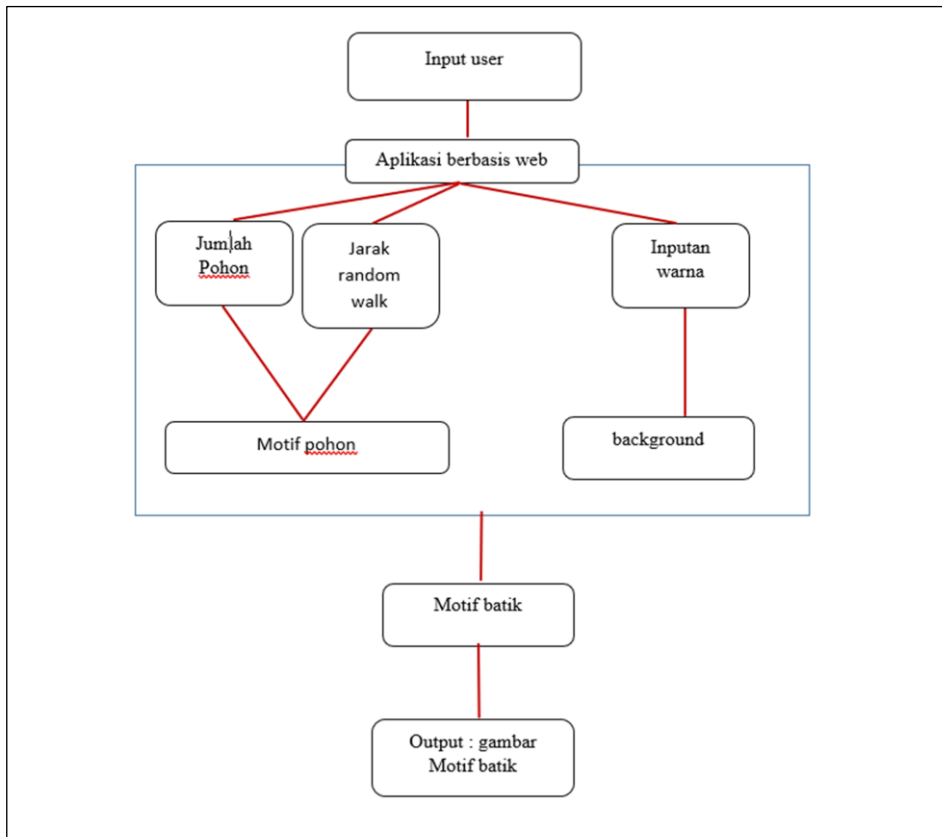 Input user
Aplikasi berbasis web
Jumlah
Pohon
Jarak
random
walk
Inputan
warna
Motif pohon
background
Motif batik
Output : gambar
Motif batik